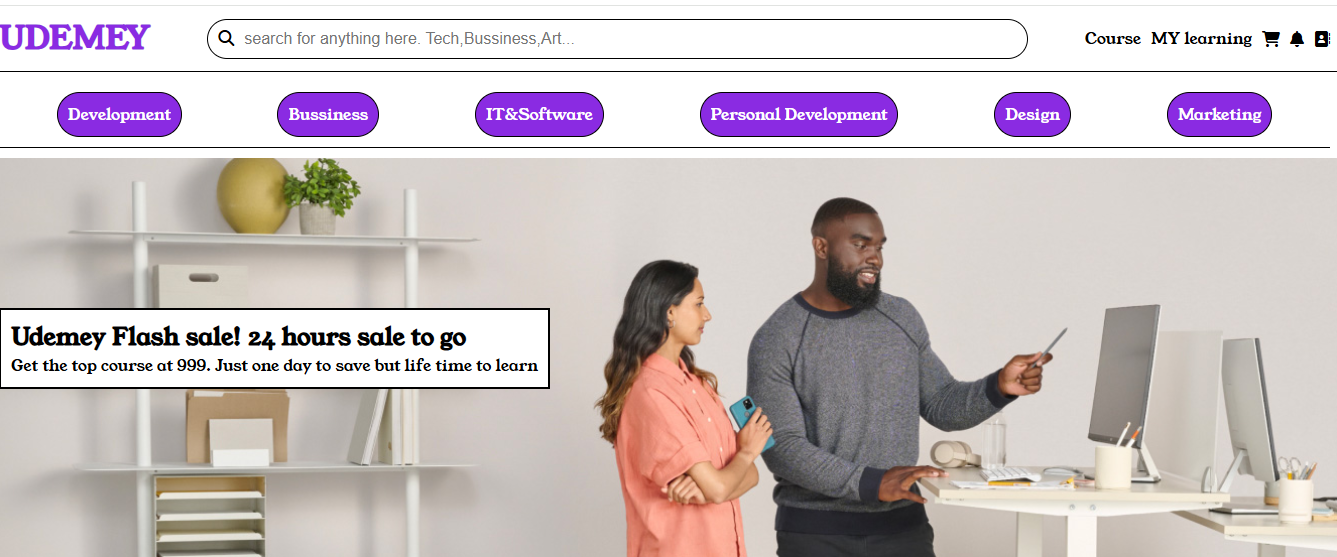 UDEMEY
search for anything here. Tech,Bussiness,Art...
Course MY learning
Development Bussiness IT&Software Personal Development Design Marketing
Udemey Flash sale! 24 hours sale to go
Get the top course at 999. Just one day to save but life time to learn